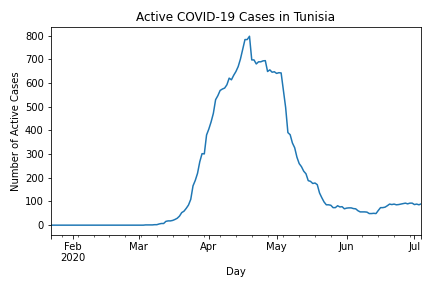 Active COVID-19 Cases in Tunisia
Number of Active Cases
800
700
600
500
400
300
200
100
0
Feb Mar Apr May Jun Jul
2020
Day